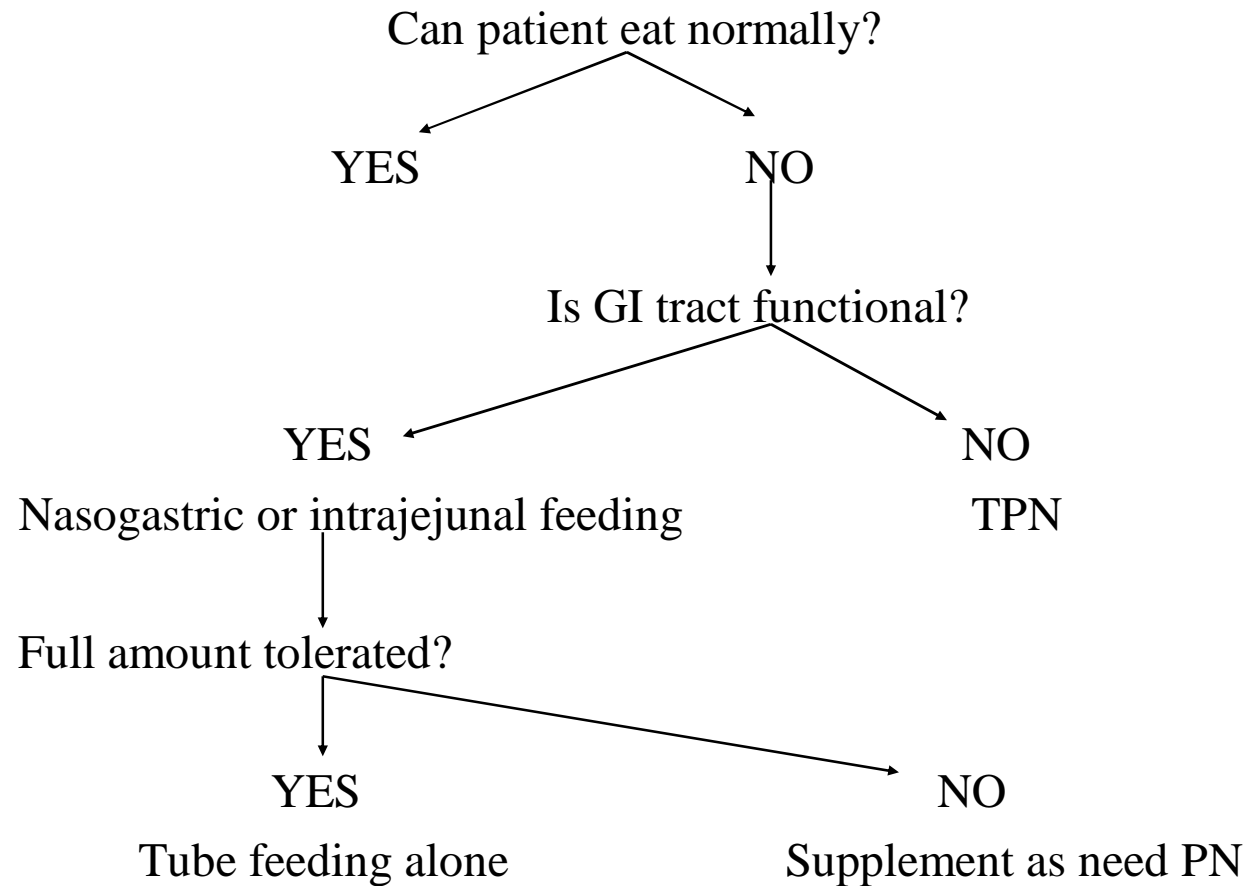 Can patient eat normally?
YES NO
Is GI tract functional?
YES NO
Nasogastric or intrajejunal feeding TPN
Full amount tolerated?
YES NO
Tube feeding alone Supplement as need PN